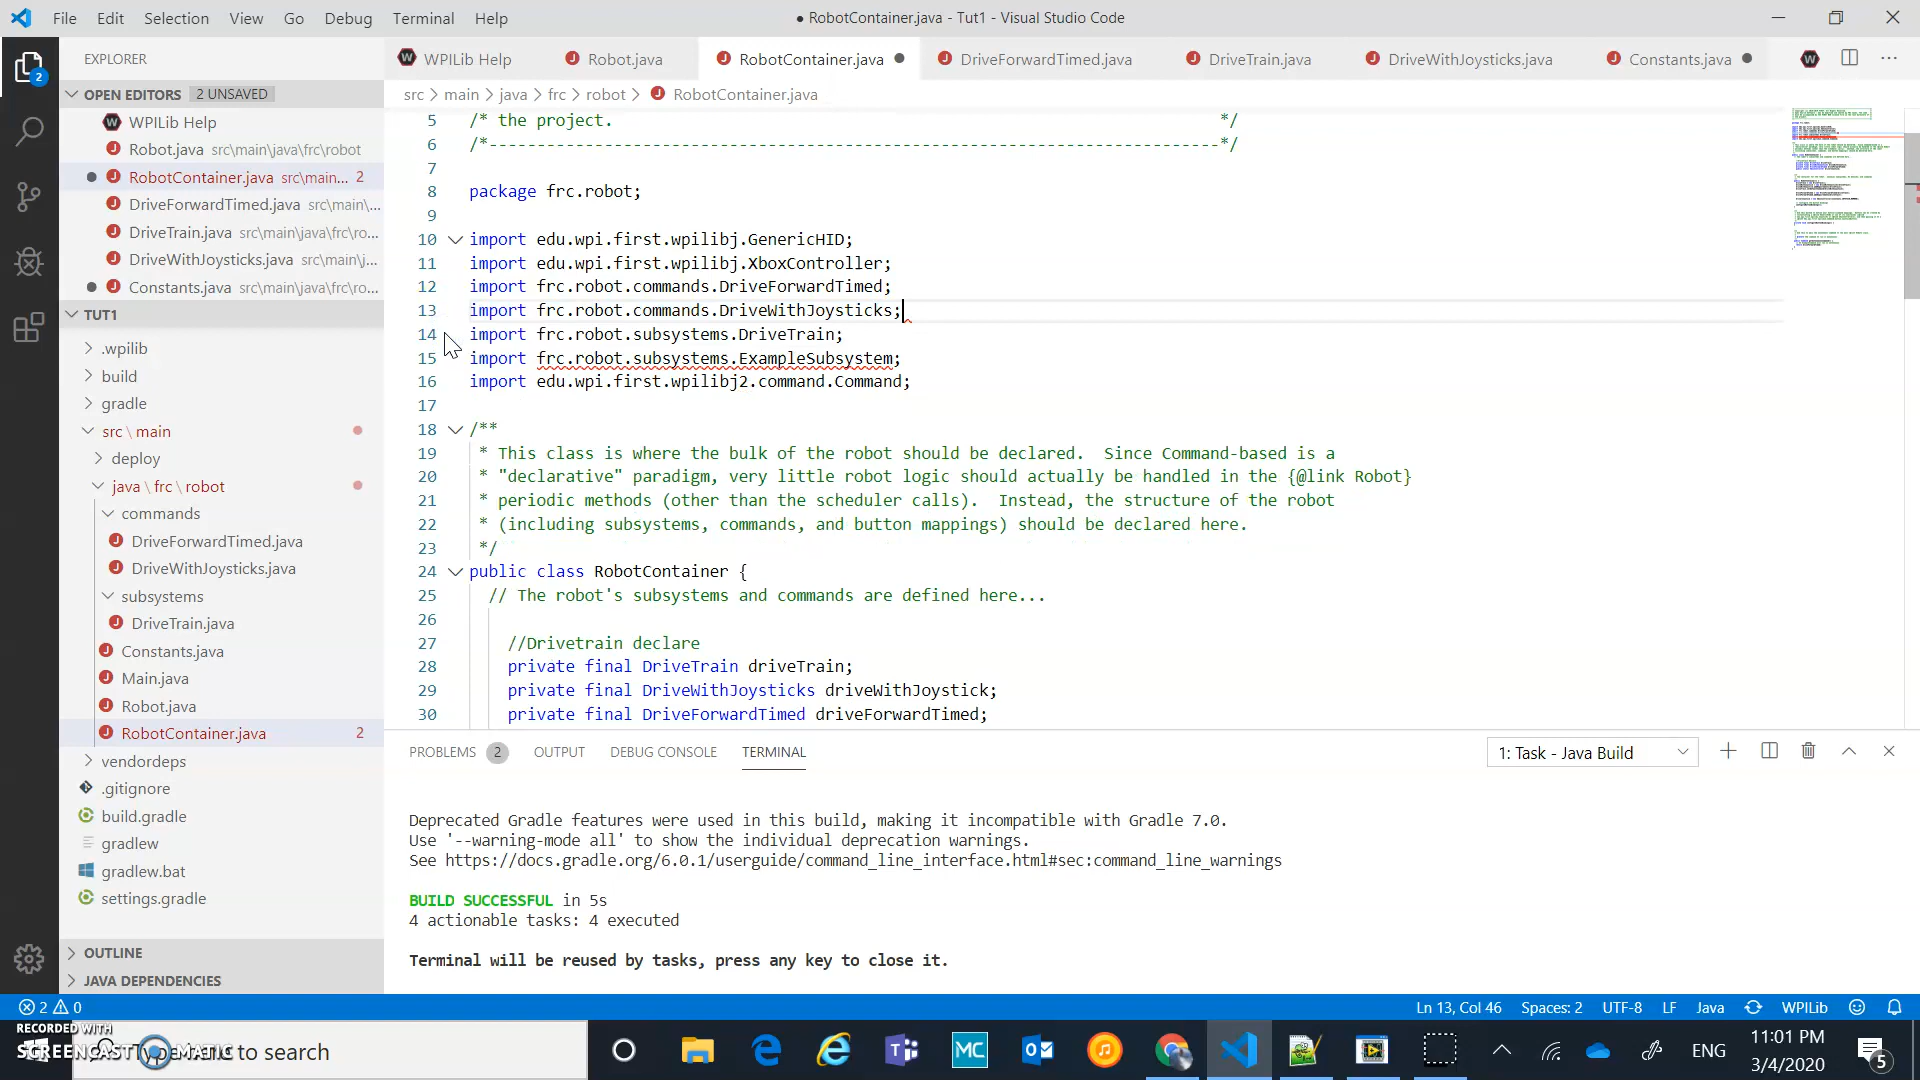 File Edit Selection View Go Debug Terminal Help
● RobotContainer.java - Tut1 - Visual Studio Code
EXPLORER
WPILib Help Robot.java RobotContainer.java DriveForwardTimed.java DriveTrain.java DriveWithJoysticks.java Constants.java
OPEN EDITORS 2 UNSAVED
WPILib Help
Robot.java src\main\java\frc\robot
RobotContainer.java src\main... 2
DriveForwardTimed.java src\main\...
DriveTrain.java src\main\java\frc\ro...
DriveWithJoysticks.java src\main\j...
Constants.java src\main\java\frc\ro...
2
TUT1
.wpilib
build
gradle
src \ main
deploy
java \ frc \ robot
commands
DriveForwardTimed.java
DriveWithJoysticks.java
subsystems
DriveTrain.java
Constants.java
Main.java
Robot.java
RobotContainer.java 2
vendordeps
.gitignore
build.gradle
gradlew
gradlew.bat
settings.gradle
OUTLINE
JAVA DEPENDENCIES
src > main > java > frc > robot > RobotContainer.java
5 /* the project. */
6 /*----------------------------------------------------------------------------*/
7
8 package frc.robot;
9
10 import edu.wpi.first.wpilibj.GenericHID;
11 import edu.wpi.first.wpilibj.XboxController;
12 import frc.robot.commands.DriveForwardTimed;
13 import frc.robot.commands.DriveWithJoysticks;
14 import frc.robot.subsystems.DriveTrain;
15 import frc.robot.subsystems.ExampleSubsystem;
16 import edu.wpi.first.wpilibj2.command.Command;
17
18 /**
19 * This class is where the bulk of the robot should be declared. Since Command-based is a
20 * "declarative" paradigm, very little robot logic should actually be handled in the {@link Robot}
21 * periodic methods (other than the scheduler calls). Instead, the structure of the robot
22 * (including subsystems, commands, and button mappings) should be declared here.
23 */
24 public class RobotContainer {
25 // The robot's subsystems and commands are defined here...
26
27 //Drivetrain declare
28 private final DriveTrain driveTrain;
29 private final DriveWithJoysticks driveWithJoystick;
30 private final DriveForwardTimed driveForwardTimed;
PROBLEMS 2 OUTPUT DEBUG CONSOLE TERMINAL 1: Task - Java Build
Deprecated Gradle features were used in this build, making it incompatible with Gradle 7.0.
Use '--warning-mode all' to show the individual deprecation warnings.
See https://docs.gradle.org/6.0.1/userguide/command_line_interface.html#sec:command_line_warnings
BUILD SUCCESSFUL in 5s
4 actionable tasks: 4 executed
Terminal will be reused by tasks, press any key to close it.
2 0 Ln 13, Col 46 Spaces: 2 UTF-8 LF Java WPILib
RECORDED WITH
SCREENCAST MATIC
Type here to search
MC
ENG
11:01 PM
3/4/2020
5